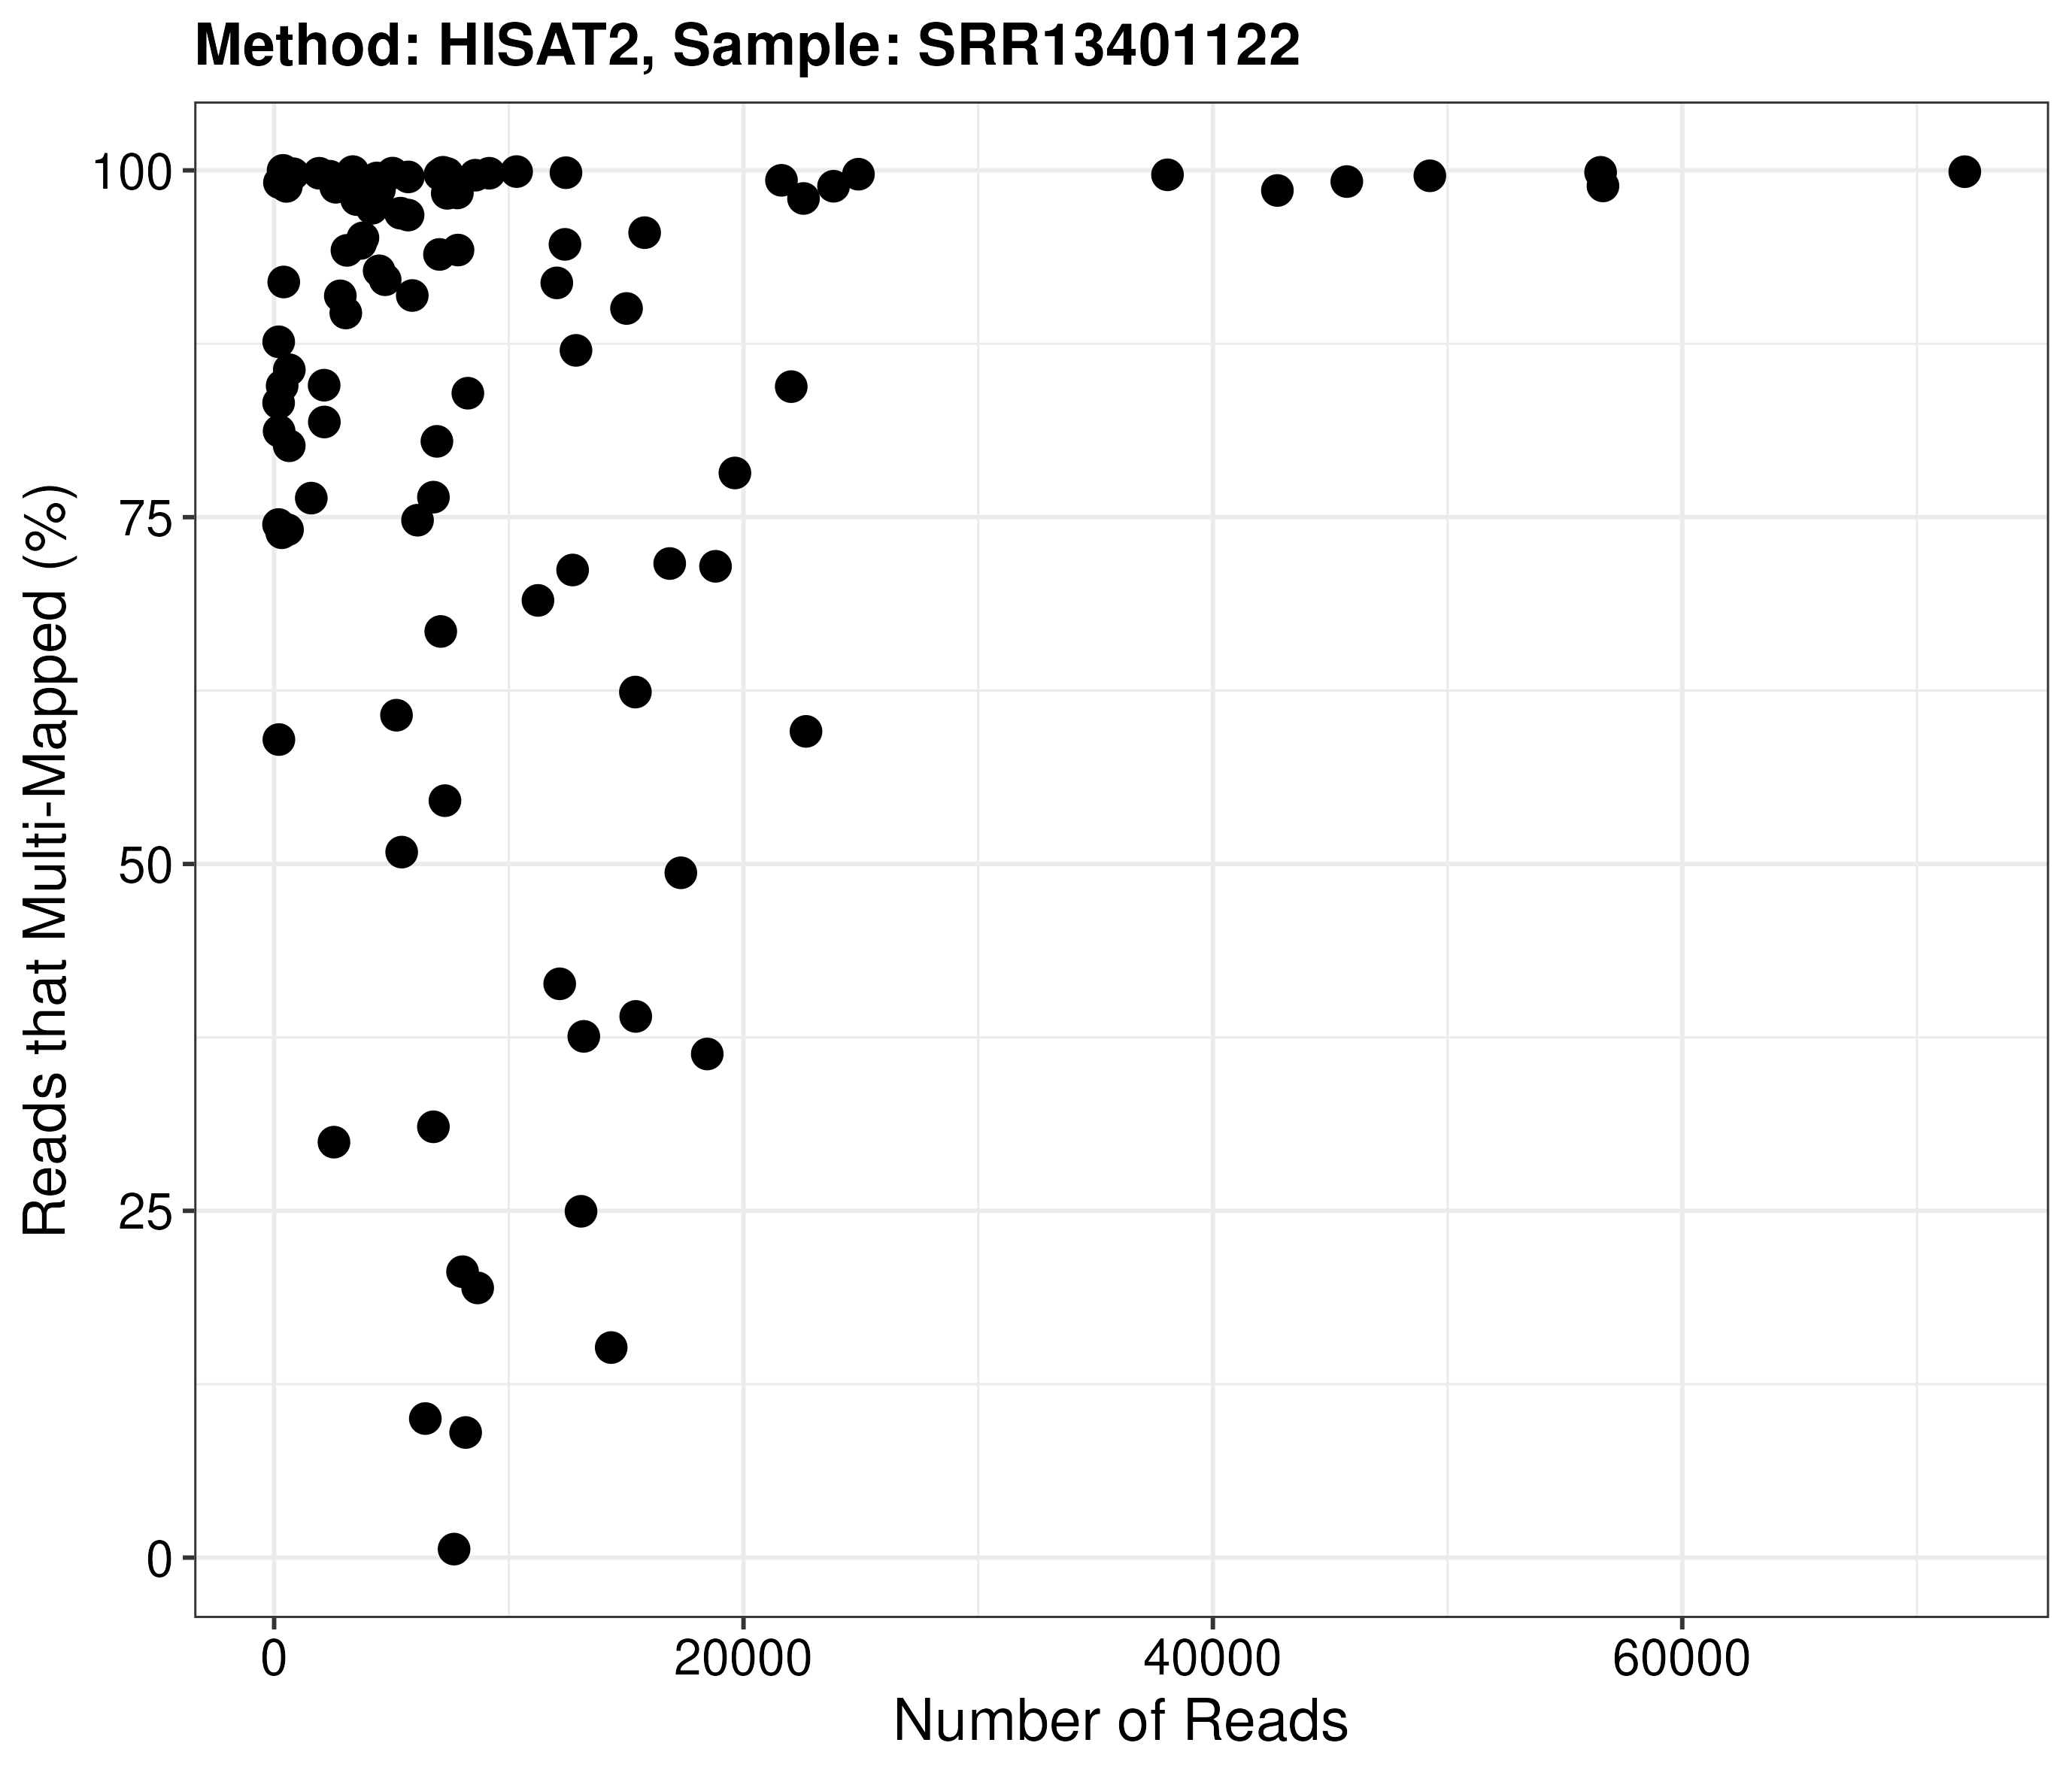 Method: HISAT2, Sample: SRR13401122
Reads that Multi-Mapped (%)
100
75
50
25
0
0 20000 40000 60000
Number of Reads